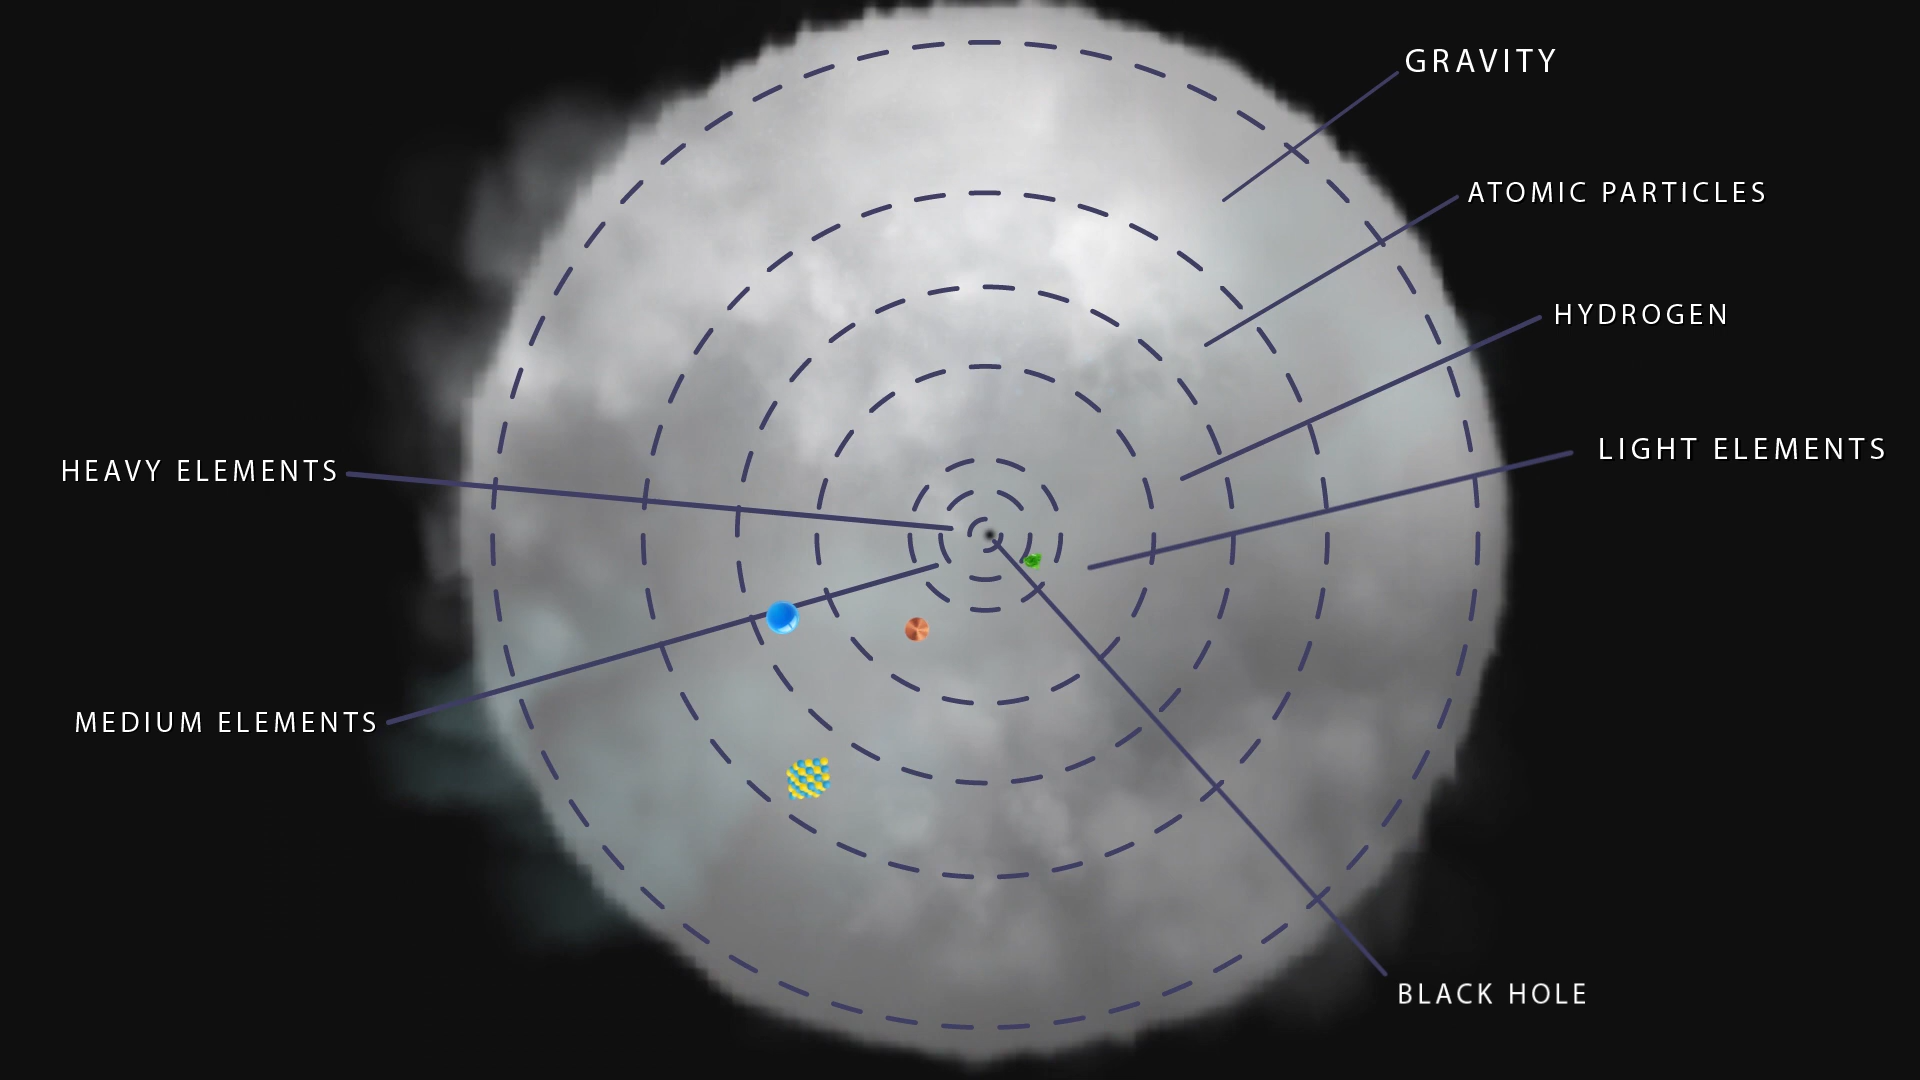 GRAVITY
ATOMIC PARTICLES
HYDROGEN
LIGHT ELEMENTS
HEAVY ELEMENTS
MEDIUM ELEMENTS
BLACK HOLE